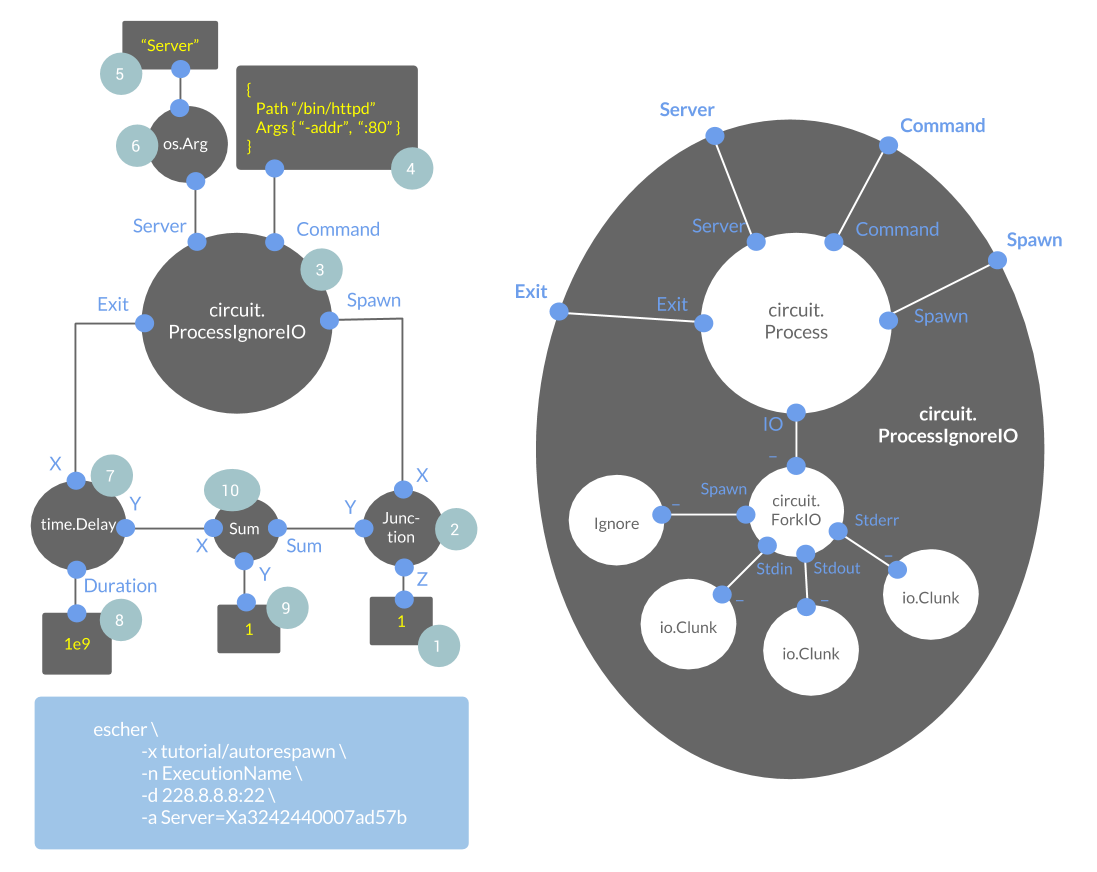 “Server”
5
{
Path “/bin/httpd”
Args { “-addr”, “:80” }
}
6
os.Arg
4
Server
Command
3
Exit
Spawn
circuit.
ProcessIgnoreIO
X
7
10
X
Y
Y
time.Delay
Sum
Junc-
tion
2
X
Sum
Duration
Y
Z
8
9
1e9
1
1
1
escher \
-x tutorial/autorespawn \
-n ExecutionName \
-d 228.8.8.8:22 \
-a Server=Xa3242440007ad57b
Server
Command
Server
Command
Spawn
Exit
Exit
Spawn
circuit.
Process
circuit.
ProcessIgnoreIO
IO
–
Spawn
–
circuit.
ForkIO
Ignore
Stderr
–
Stdin
Stdout
–
–
io.Clunk
io.Clunk
io.Clunk